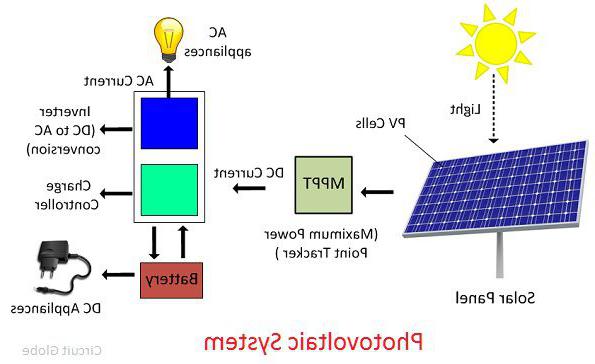 AC
appliances
AC Current
Inverter
(DC to AC
conversion)
Light
PV Cells
DC Current
MPPT
Charge
Controller
(Maximum Power
Point Tracker )
Battery
DC Appliances
Solar Panel
Photovoltaic System
Circuit Globe